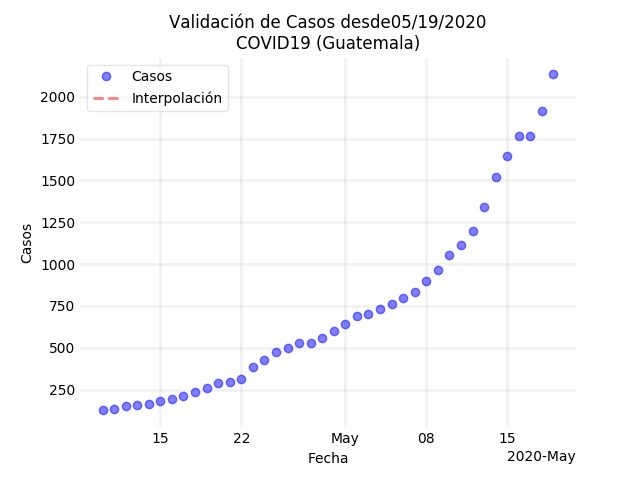 Validación de Casos desde05/19/2020
COVID19 (Guatemala)
Casos
Interpolación
2000
1750
1500
1250
1000
750
500
250
Casos
15
22
May
08
15
Fecha
2020-May